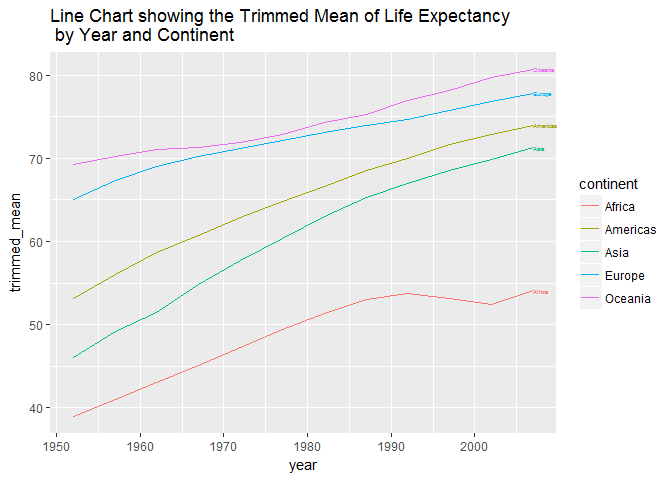 Line Chart showing the Trimmed Mean of Life Expectancy
by Year and Continent
trimmed_mean
80
70
60
50
40
Oceania
Europe
Americas
Asia
Africa
1950
1960
1970
1980
1990
2000
year
continent
Africa
Americas
Asia
Europe
Oceania